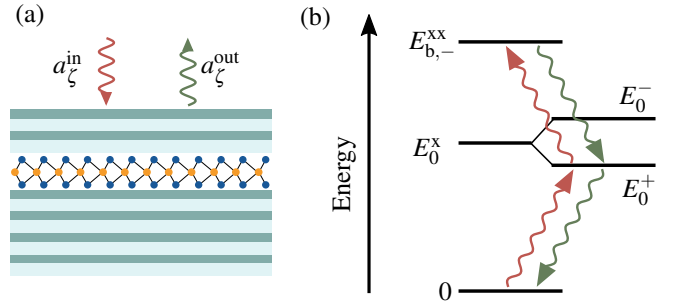 (a)
a_ζ^in
a_ζ^out
(b)
Energy
E_{b,−}^{xx}
E_0^−
E_0^x
E_0^+
0